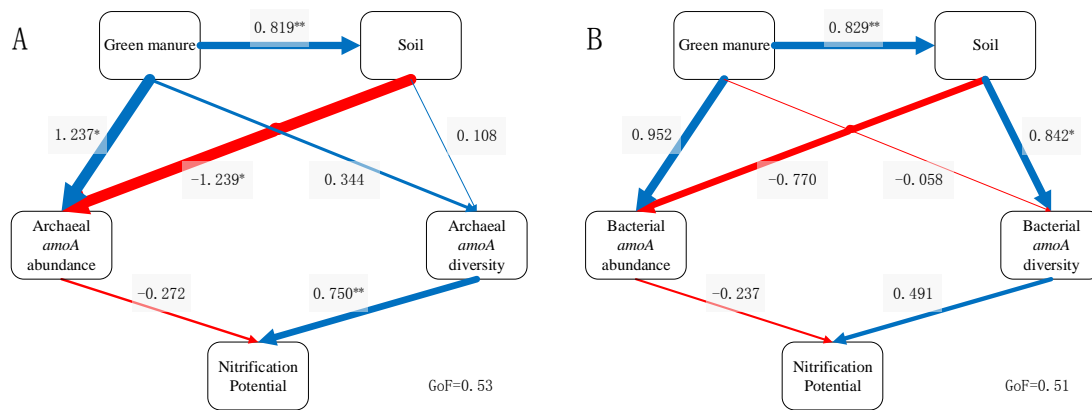 A
0.819**
Green manure
Soil
1.237*
-1.239*
0.344
0.108
Archaeal
amoA
abundance
Archaeal
amoA
diversity
-0.272
0.750**
Nitrification
Potential
GoF=0.53
B
0.829**
Green manure
Soil
0.952
-0.770
-0.058
0.842*
Bacterial
amoA
abundance
Bacterial
amoA
diversity
-0.237
0.491
Nitrification
Potential
GoF=0.51